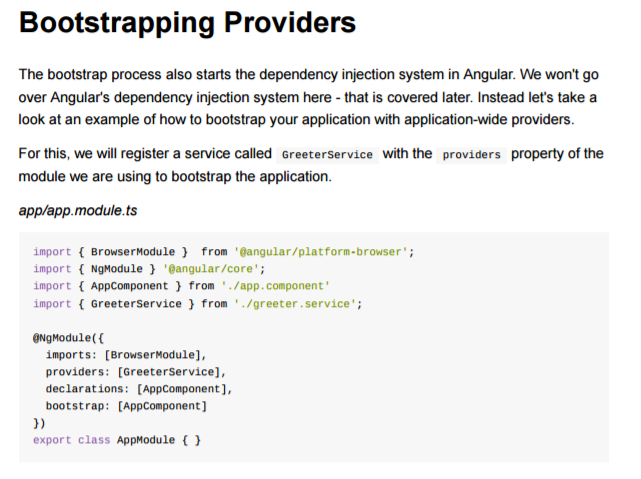 Bootstrapping Providers
The bootstrap process also starts the dependency injection system in Angular. We won't go
over Angular's dependency injection system here - that is covered later. Instead let's take a
look at an example of how to bootstrap your application with application-wide providers.
For this, we will register a service called GreeterService with the providers property of the
module we are using to bootstrap the application.
app/app.module.ts
import { BrowserModule }  from '@angular/platform-browser';
import { NgModule } '@angular/core';
import { AppComponent } from './app.component'
import { GreeterService } from './greeter.service';
@NgModule({
  imports: [BrowserModule],
  providers: [GreeterService],
  declarations: [AppComponent],
  bootstrap: [AppComponent]
})
export class AppModule { }